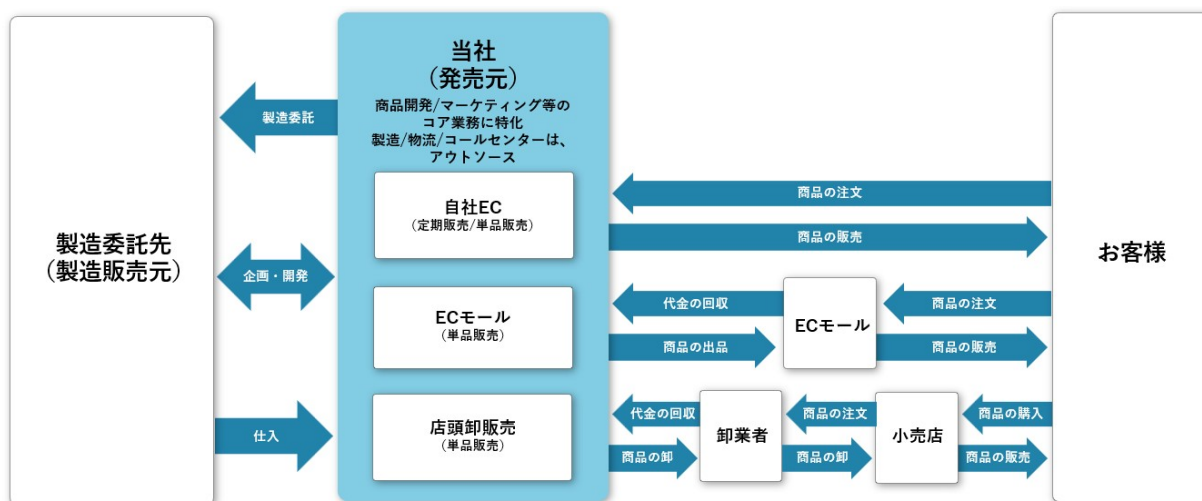 製造委託先
（製造販売元）
製造委託
企画・開発
仕入
当社
（発売元）
商品開発/マーケティング等の
コア業務に特化
製造/物流/コールセンターは、
アウトソース
自社EC
（定期販売/単品販売）
ECモール
（単品販売）
店頭卸販売
（単品販売）
商品の注文
商品の販売
代金の回収
商品の出品
ECモール
商品の注文
商品の販売
代金の回収
商品の卸
卸業者
商品の注文
商品の卸
小売店
商品の購入
商品の販売
お客様